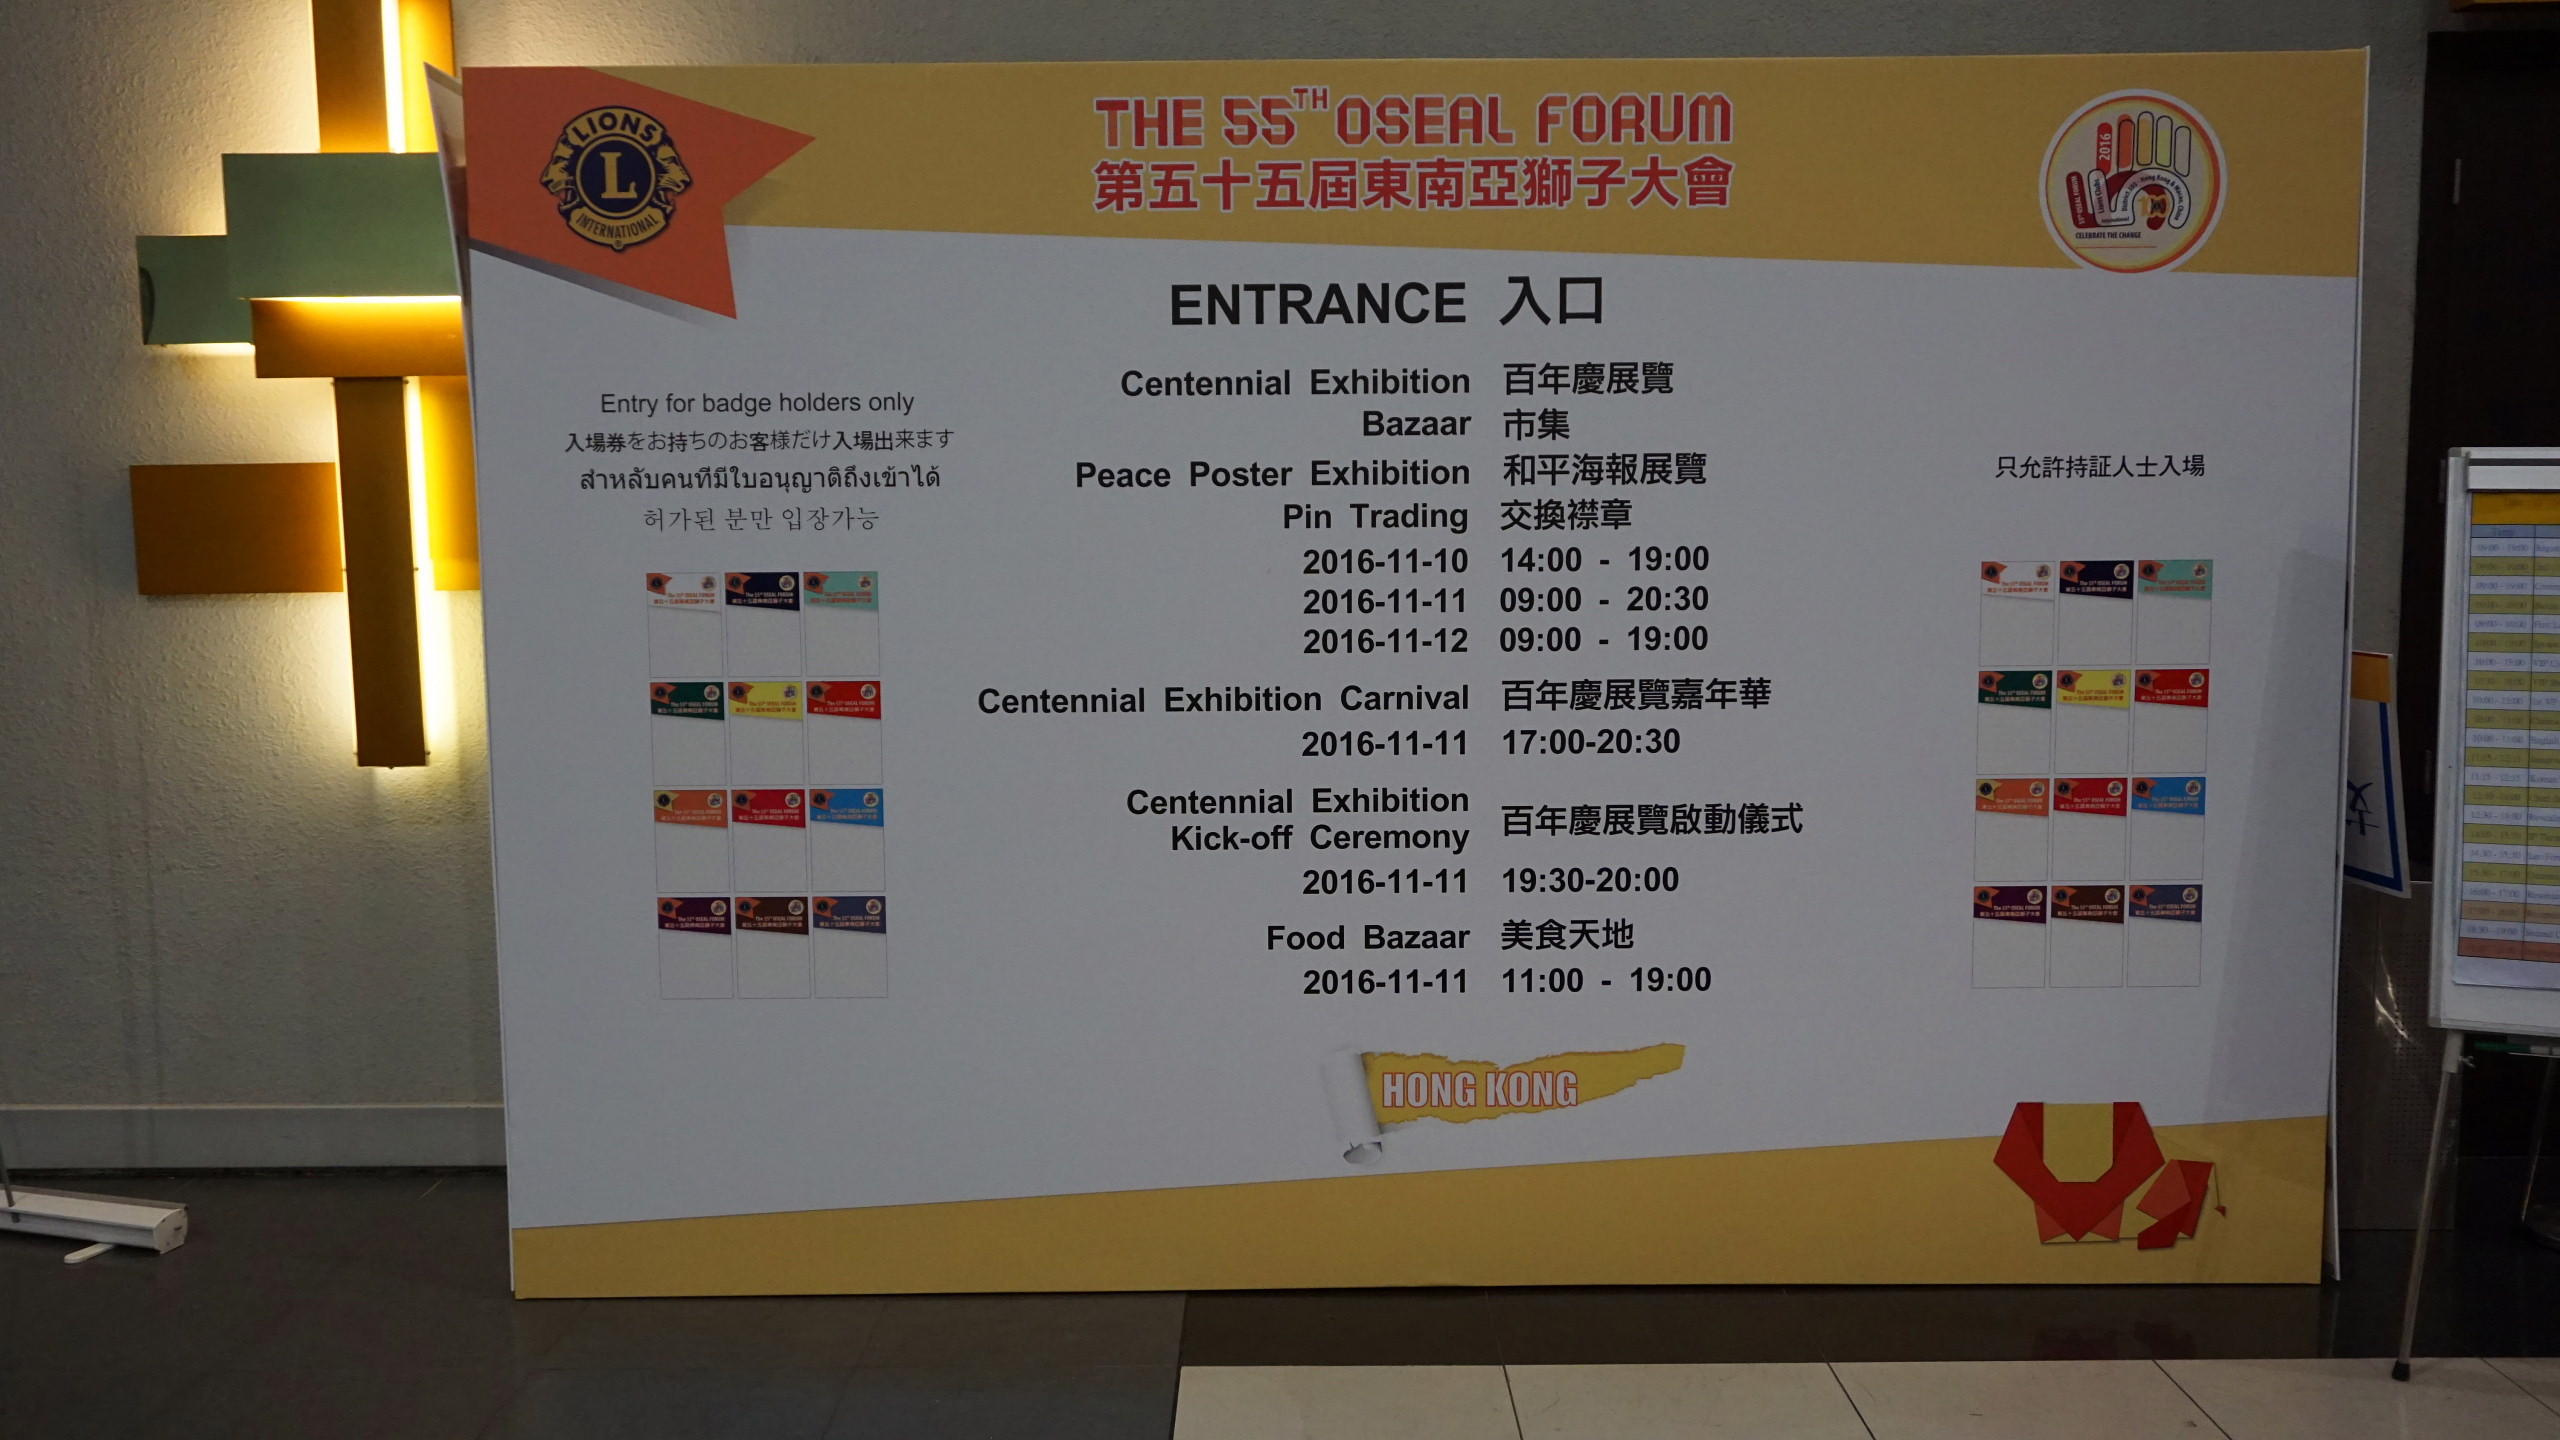 LIONS
L
INTERNATIONAL
THE 55TH OSEAL FORUM
第五十五屆東南亞獅子大會
2016
CELEBRATE THE CHANGE
ENTRANCE 入口
Entry for badge holders only
入場券をお持ちのお客様だけ入場出来ます
สำหลับคนที่มีใบอนุญาติถึงเข้าได้
허가된 분만 입장가능
Centennial Exhibition 百年慶展覽
Bazaar 市集
Peace Poster Exhibition 和平海報展覽
Pin Trading 交換襟章
2016-11-10 14:00 - 19:00
2016-11-11 09:00 - 20:30
2016-11-12 09:00 - 19:00
Centennial Exhibition Carnival 百年慶展覽嘉年華
2016-11-11 17:00-20:30
Centennial Exhibition
Kick-off Ceremony 百年慶展覽啟動儀式
2016-11-11 19:30-20:00
Food Bazaar 美食天地
2016-11-11 11:00 - 19:00
只允許持証人士入場
HONG KONG